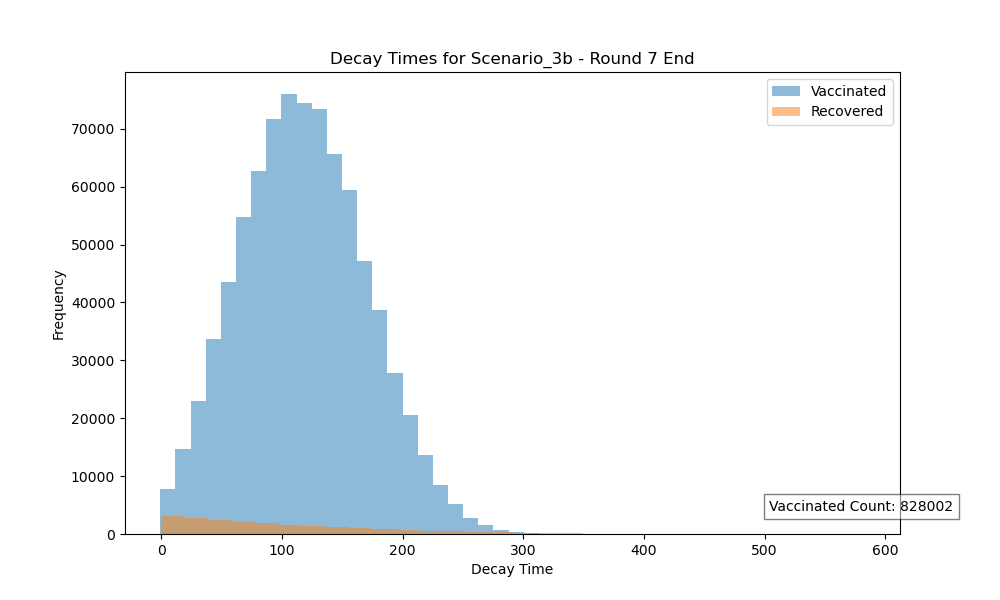 Decay Times for Scenario_3b - Round 7 End
Vaccinated
Recovered
Frequency
70000
60000
50000
40000
30000
20000
10000
0
Vaccinated Count: 828002
0 100 200 300 400 500 600
Decay Time